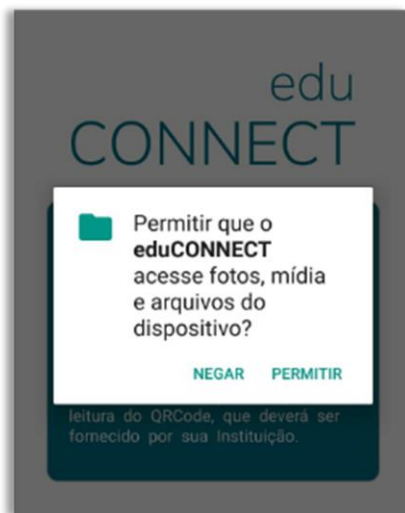 edu
CONNECT
Permitir que o
eduCONNECT
acesse fotos, mídia
e arquivos do
dispositivo?
NEGAR PERMITIR
leitura do QRCode, que deverá ser
fornecido por sua Instituição.